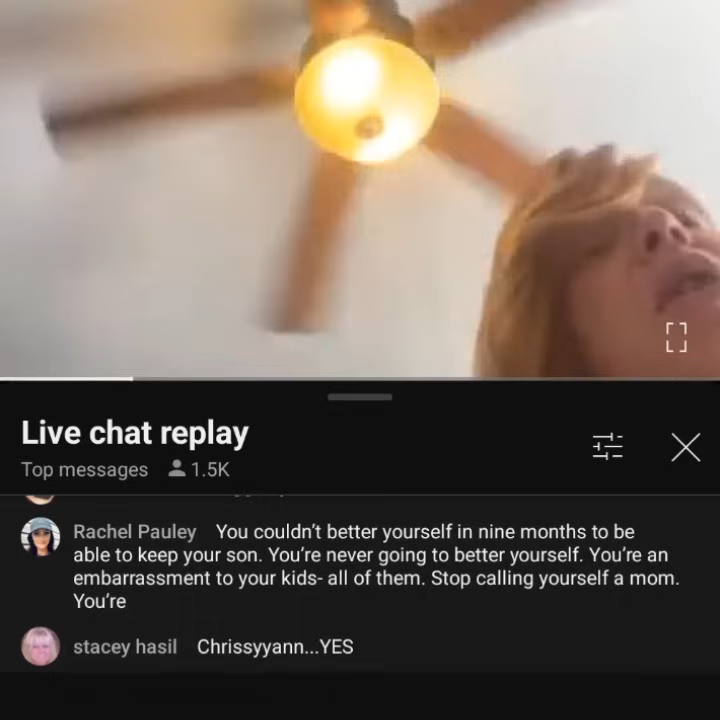 Live chat replay
Top messages 1.5K
Rachel Pauley You couldn't better yourself in nine months to be
able to keep your son. You're never going to better yourself. You're an
embarrassment to your kids- all of them. Stop calling yourself a mom.
You're
stacey hasil Chrissyyann...YES